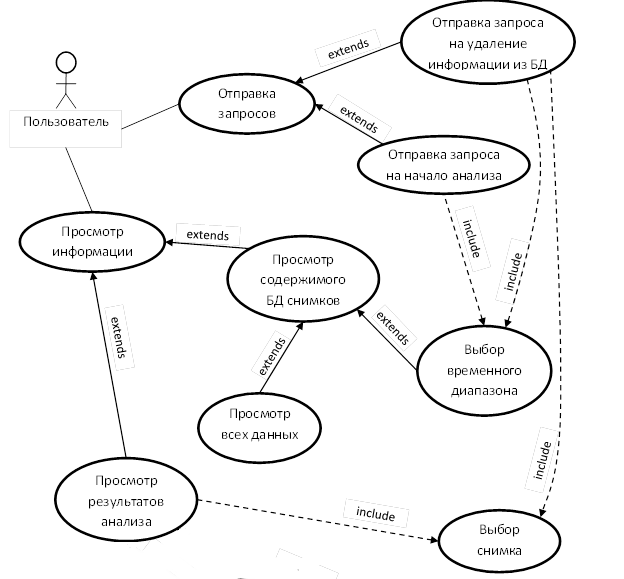 Отправка запроса
на удаление
информации из БД
extends
Отправка
запросов
extends
Пользователь
Отправка запроса
на начало анализа
Просмотр
информации
extends
Просмотр
содержимого
БД снимков
include
include
extends
extends
extends
Выбор
временного
диапазона
Просмотр
всех данных
include
Просмотр
результатов
анализа
include
Выбор
снимка